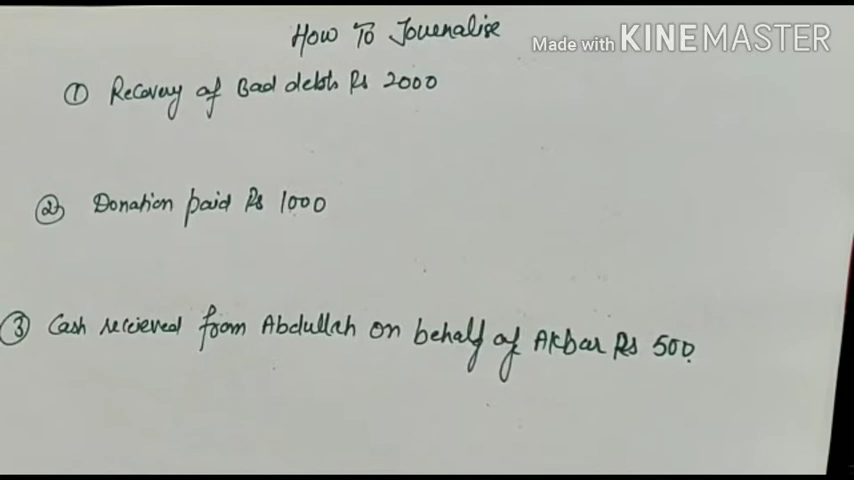 How To Journalise
Made with KINEMASTER
① Recovery of Bad debts Rs 2000
② Donation paid Rs 1000
③ Cash recieved from Abdullah on behalf of Akbar Rs 500.